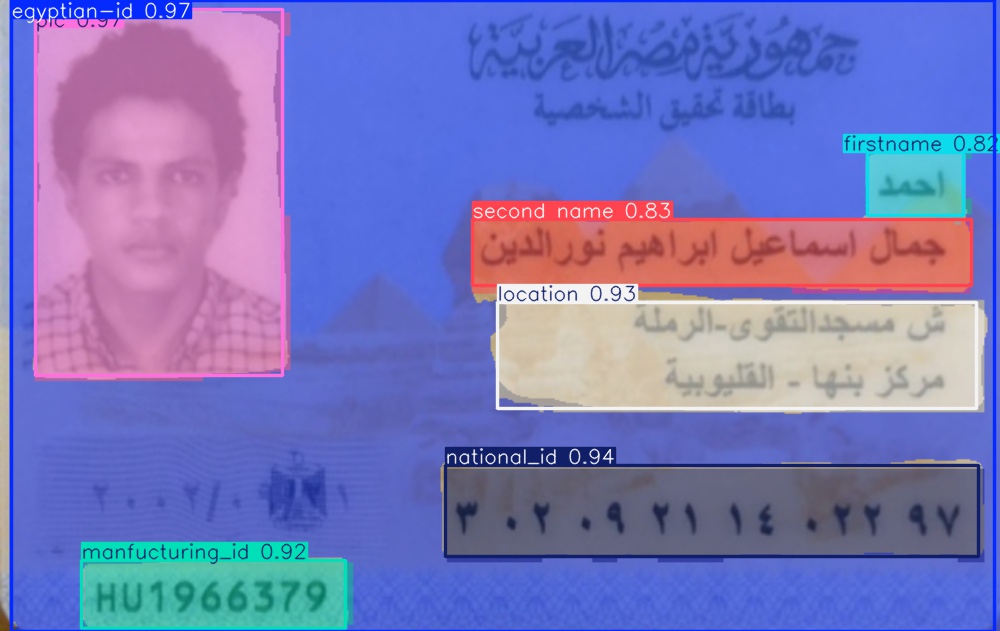 egyptian-id 0.97
pic 0.97
جمهورية مصر العربية
بطاقة تحقيق الشخصية
firstname 0.82
احمد
second name 0.83
جمال اسماعيل ابراهيم نورالدين
location 0.93
ش مسجدالتقوى-الرملة
مركز بنها - القليوبية
national_id 0.94
٣ ٠٢ ٠٩ ٢١ ١٤ ٠٢٢ ٩٧
manfucturing_id 0.92
HU1966379